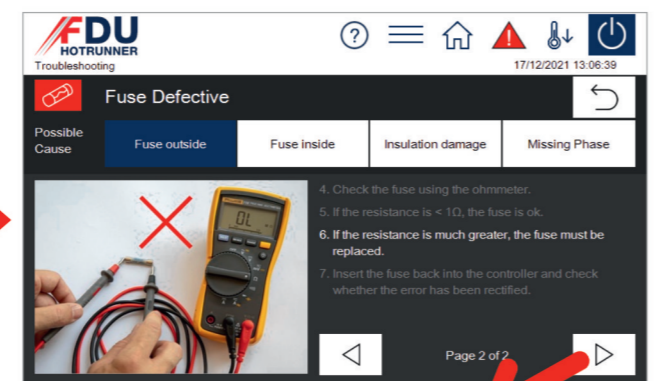 FDU
HOTRUNNER
Troubleshooting
?
17/12/2021 13:06:39
Fuse Defective
Possible
Cause
Fuse outside
Fuse inside
Insulation damage
Missing Phase
0L
4. Check the fuse using the ohmmeter.
5. If the resistance is < 1Ω, the fuse is ok.
6. If the resistance is much greater, the fuse must be
replaced.
7. Insert the fuse back into the controller and check
whether the error has been rectified.
Page 2 of 2